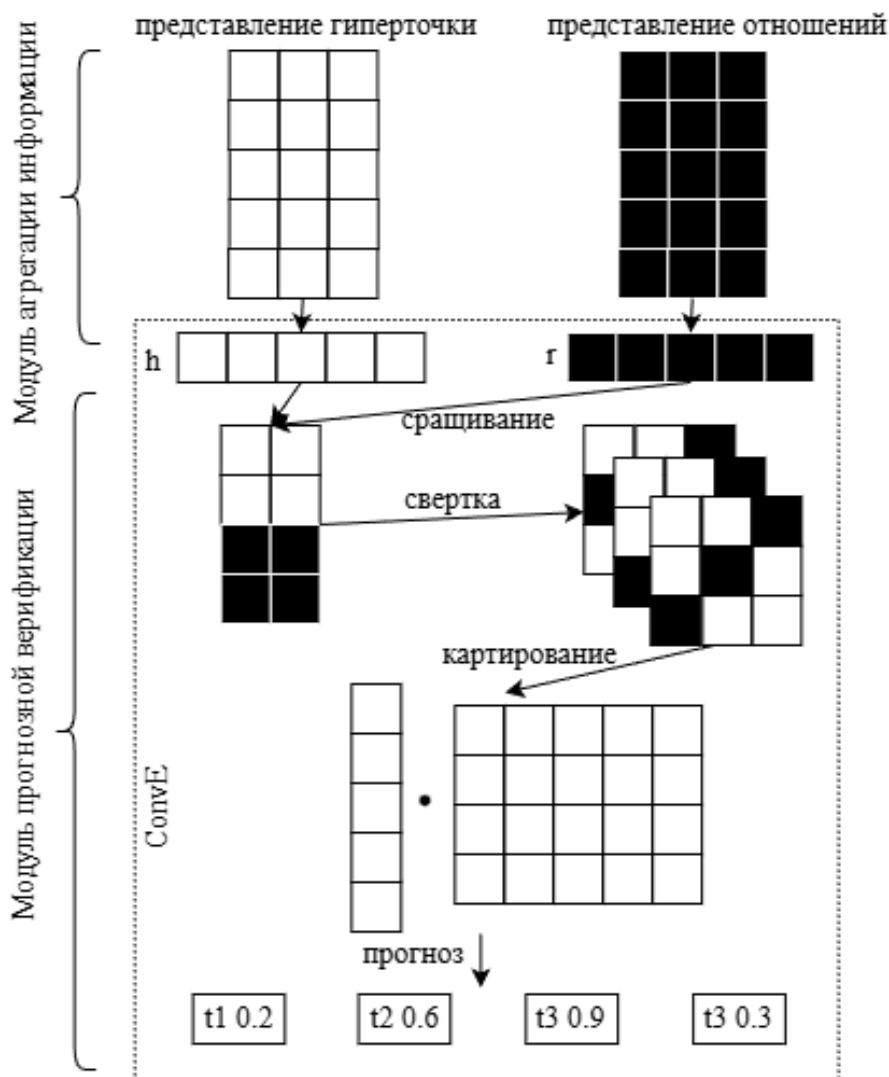 представление гиперточки
представление отношений
Модуль агрегации информации
h
r
сращивание
свертка
картирование
Модуль прогнозной верификации
ConvE
прогноз
t1 0.2
t2 0.6
t3 0.9
t3 0.3